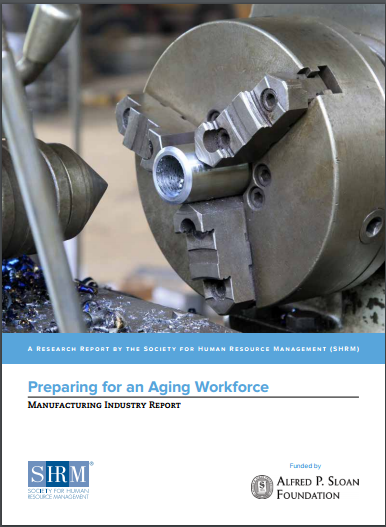 A Research Report by the Society for Human Resource Management (SHRM)
Preparing for an Aging Workforce
Manufacturing Industry Report
SHRM®
SOCIETY FOR HUMAN
RESOURCE MANAGEMENT
Funded by
Alfred P. Sloan
Foundation